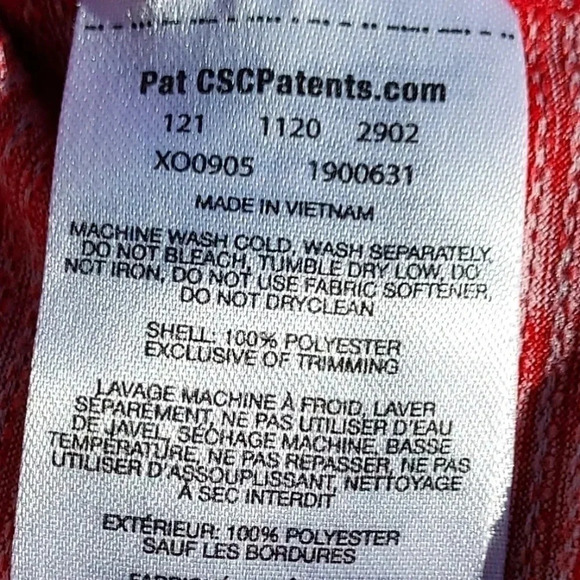 Pat CSCPatents.com
121 1120 2902
XO0905 1900631
MADE IN VIETNAM
MACHINE WASH COLD, WASH SEPARATELY,
DO NOT BLEACH, TUMBLE DRY LOW, DO
NOT IRON, DO NOT USE FABRIC SOFTENER,
DO NOT DRYCLEAN
SHELL: 100% POLYESTER
EXCLUSIVE OF TRIMMING
LAVAGE MACHINE À FROID, LAVER
SÉPARÉMENT, NE PAS UTILISER D'EAU
DE JAVEL, SÉCHAGE MACHINE, BASSE
TEMPÉRATURE, NE PAS REPASSER, NE PAS
UTILISER D'ASSOUPLISSANT, NETTOYAGE
À SEC INTERDIT
EXTÉRIEUR: 100% POLYESTER
SAUF LES BORDURES